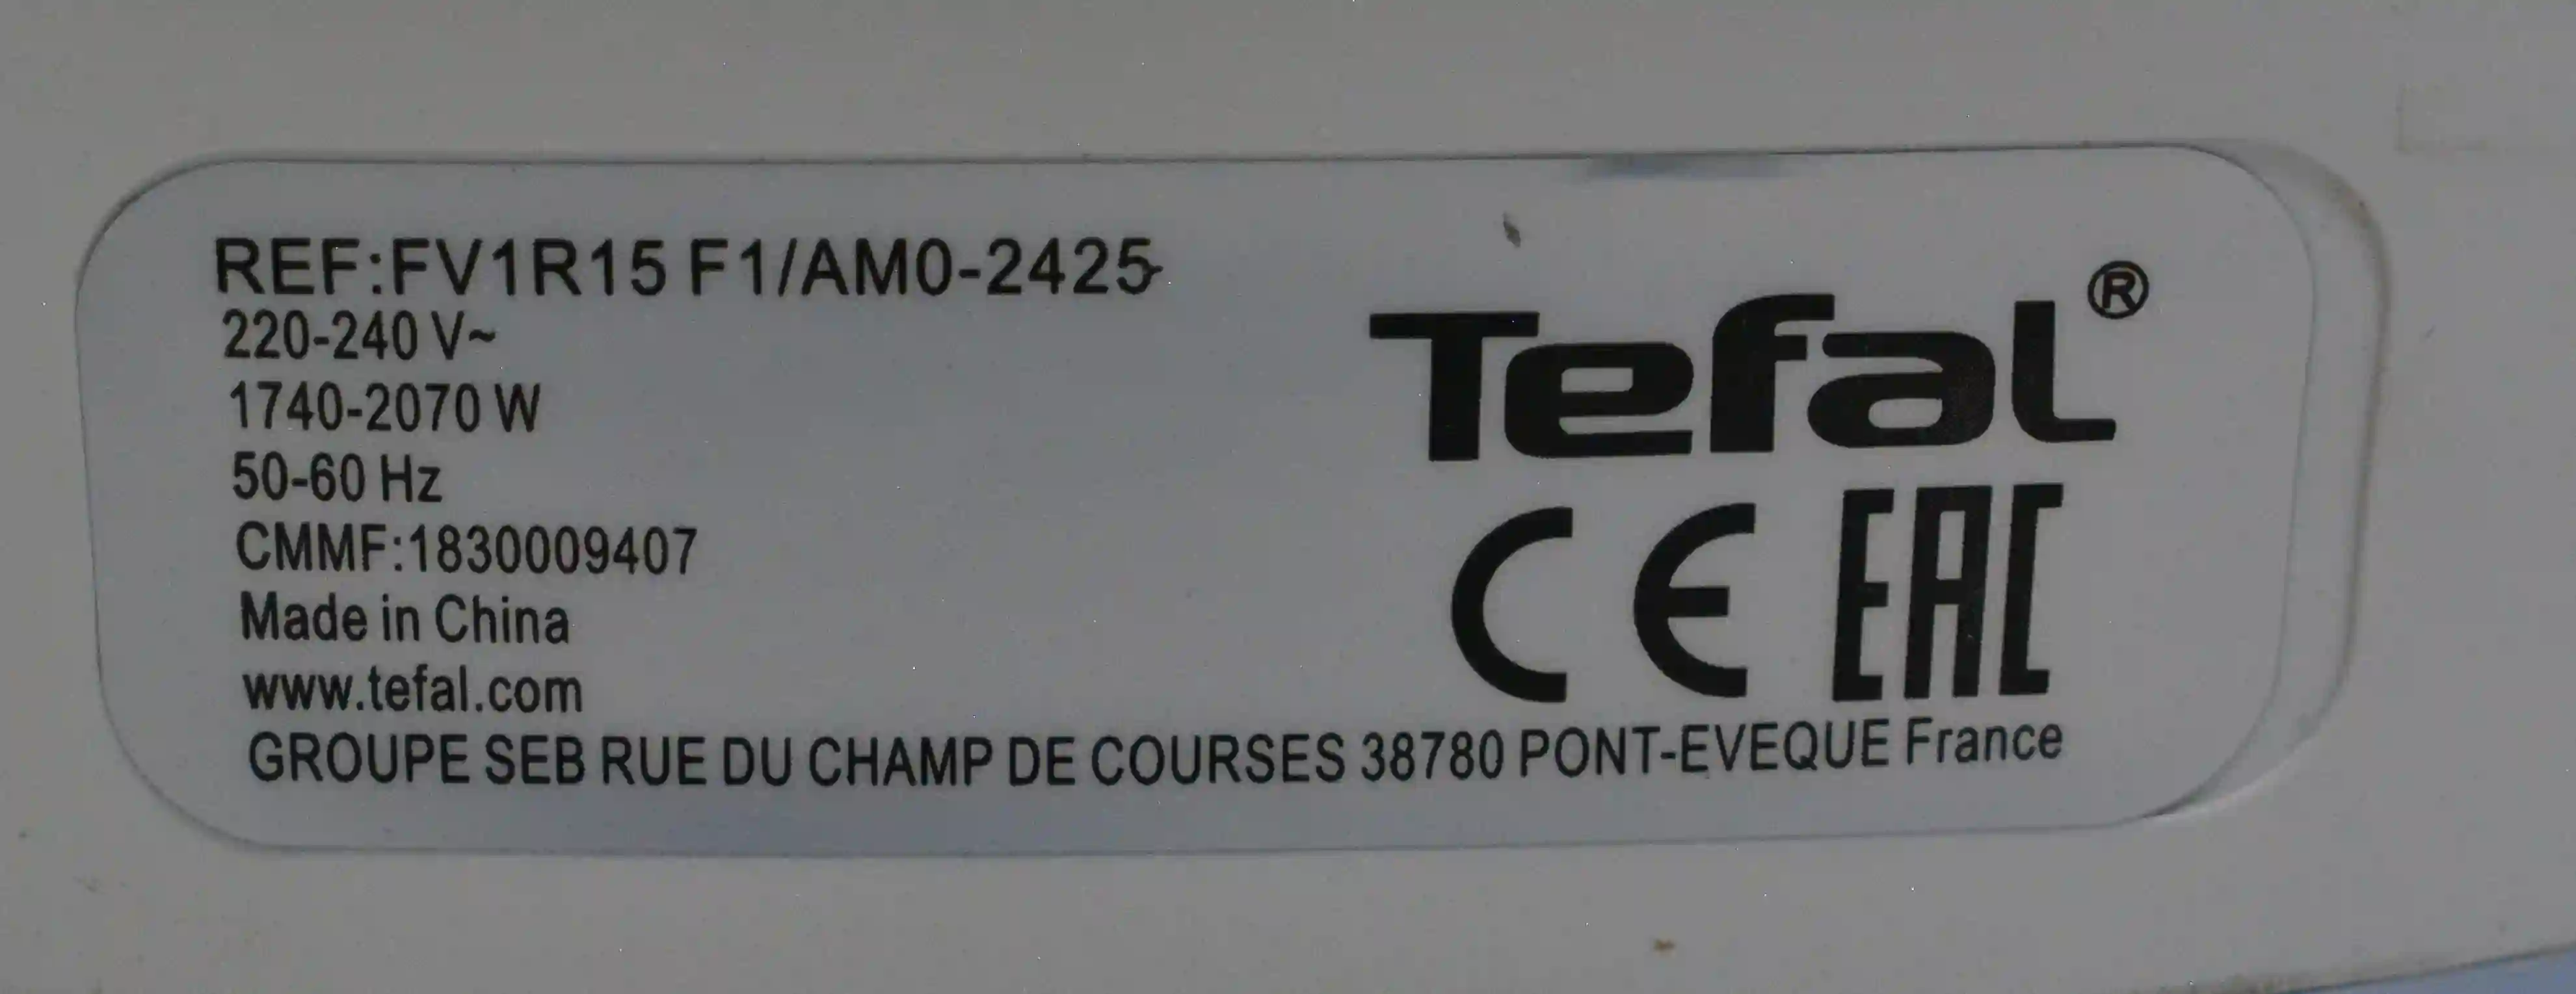 REF:FV1R15 F1/AM0-2425
220-240 V~
1740-2070 W
50-60 Hz
CMMF:1830009407
Made in China
www.tefal.com
GROUPE SEB RUE DU CHAMP DE COURSES 38780 PONT-EVEQUE France
Tefal®
CE EAC